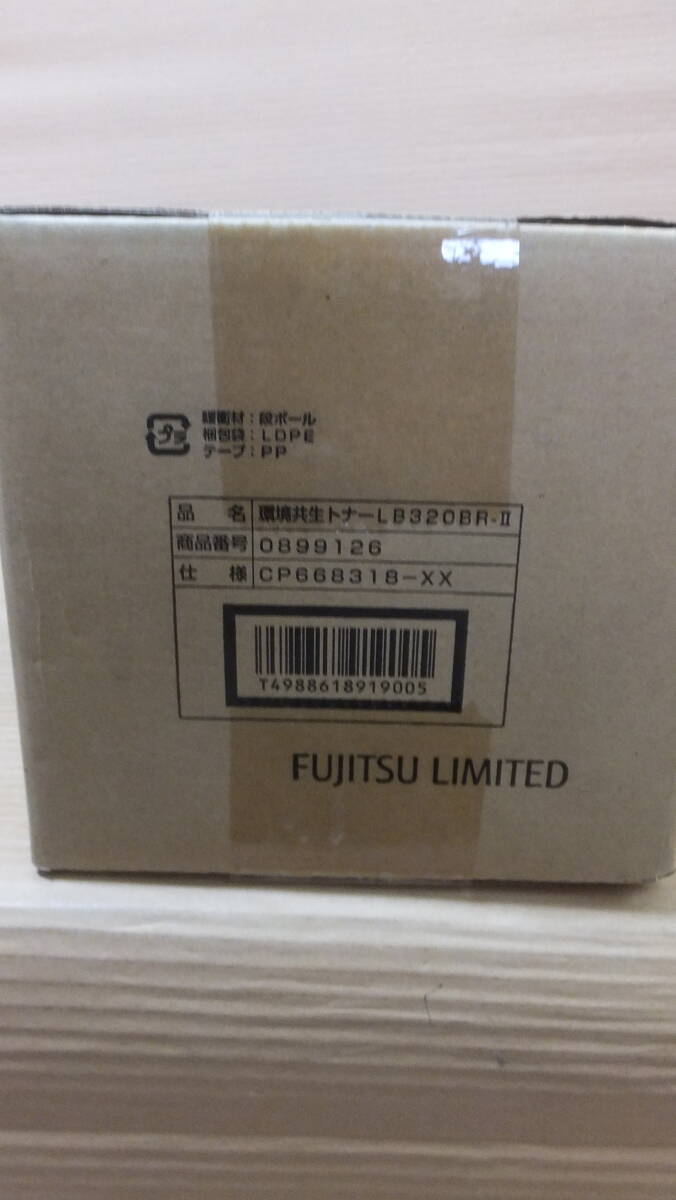 プラ
緩衝材：段ボール
梱包袋：LDPE
テープ：PP
品 名 環境共生トナーLB320BR-Ⅱ
商品番号 0899126
仕 様 CP668318-XX
T4988618919005
FUJITSU LIMITED